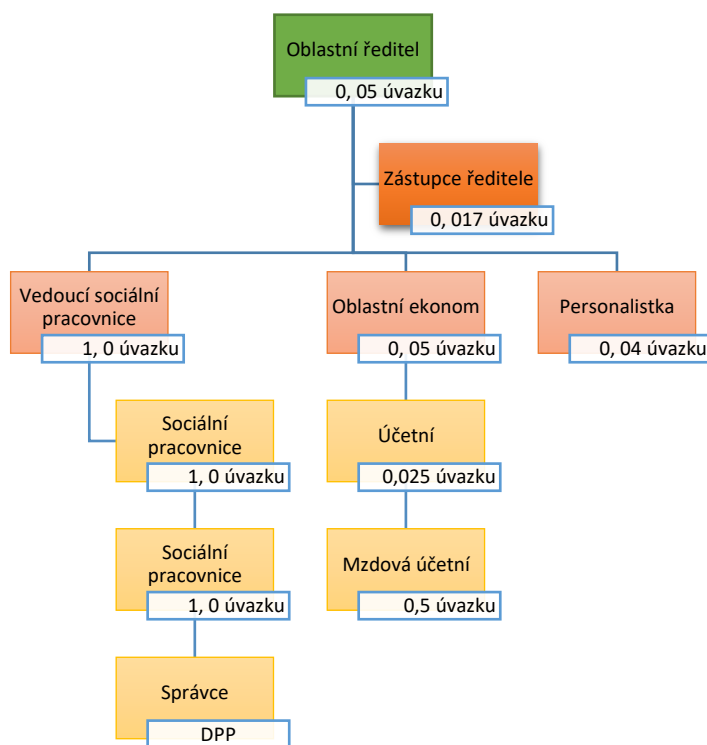 Oblastní ředitel
0, 05 úvazku
Zástupce ředitele
0, 017 úvazku
Vedoucí sociální
pracovnice
1, 0 úvazku
Oblastní ekonom
0, 05 úvazku
Personalistka
0, 04 úvazku
Sociální
pracovnice
1, 0 úvazku
Účetní
0,025 úvazku
Sociální
pracovnice
1, 0 úvazku
Mzdová účetní
0,5 úvazku
Správce
DPP